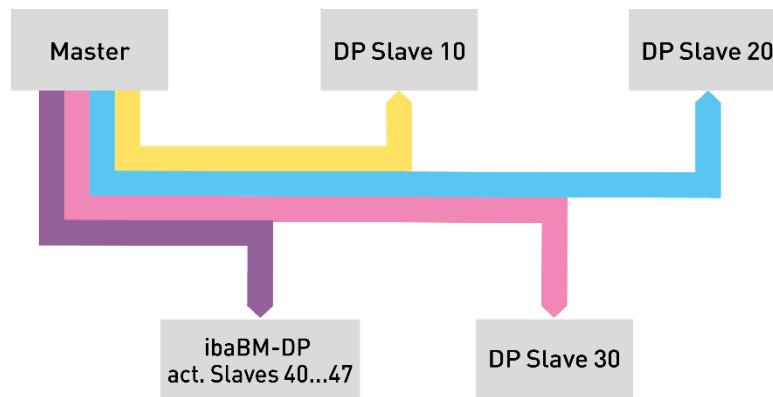 Master
DP Slave 10
DP Slave 20
ibaBM-DP
act. Slaves 40...47
DP Slave 30